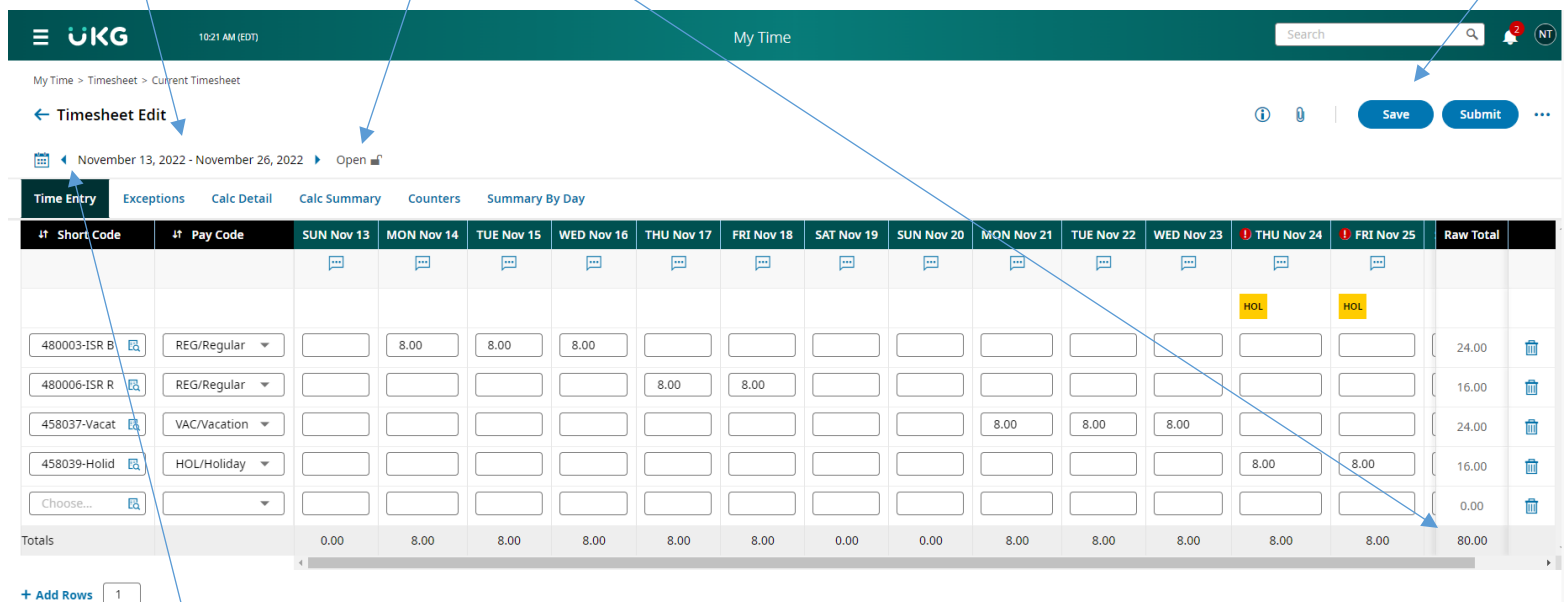 UKG 10:21 AM (EDT) My Time Search 2 NT
My Time > Timesheet > Current Timesheet
Timesheet Edit Save Submit
November 13, 2022 - November 26, 2022 Open
Time Entry Exceptions Calc Detail Calc Summary Counters Summary By Day
Short Code Pay Code SUN Nov 13 MON Nov 14 TUE Nov 15 WED Nov 16 THU Nov 17 FRI Nov 18 SAT Nov 19 SUN Nov 20 MON Nov 21 TUE Nov 22 WED Nov 23 THU Nov 24 FRI Nov 25 Raw Total
HOL HOL
480003-ISR B REG/Regular 8.00 8.00 8.00 24.00
480006-ISR R REG/Regular 8.00 8.00 16.00
458037-Vacat VAC/Vacation 8.00 8.00 8.00 24.00
458039-Holid HOL/Holiday 8.00 8.00 16.00
Choose... 0.00
Totals 0.00 8.00 8.00 8.00 8.00 8.00 0.00 0.00 8.00 8.00 8.00 8.00 8.00 80.00
+ Add Rows 1